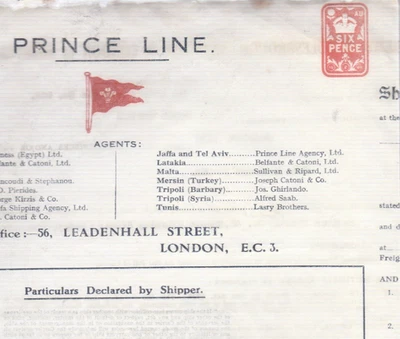 PRINCE LINE.
SIX
PENCE
AGENTS:
(Egypt) Ltd.
& Catoni, Ltd.
& Stephanou.
Pierides.
Kirzis & Co.
Shipping Agency, Ltd.
Catoni & Co.
Jaffa and Tel Aviv..........Prince Line Agency, Ltd.
Latakia..........Belfante & Catoni, Ltd.
Malta..........Sullivan & Ripard, Ltd.
Mersin (Turkey)..........Joseph Catoni & Co.
Tripoli (Barbary)..........Jos. Ghirlando.
Tripoli (Syria)..........Alfred Saab.
Tunis..........Lasry Brothers.
ffice :—56, LEADENHALL STREET,
LONDON, E.C. 3.
Particulars Declared by Shipper.
Sh
at the
stated
and d
at
Freig
AND
1.
2.